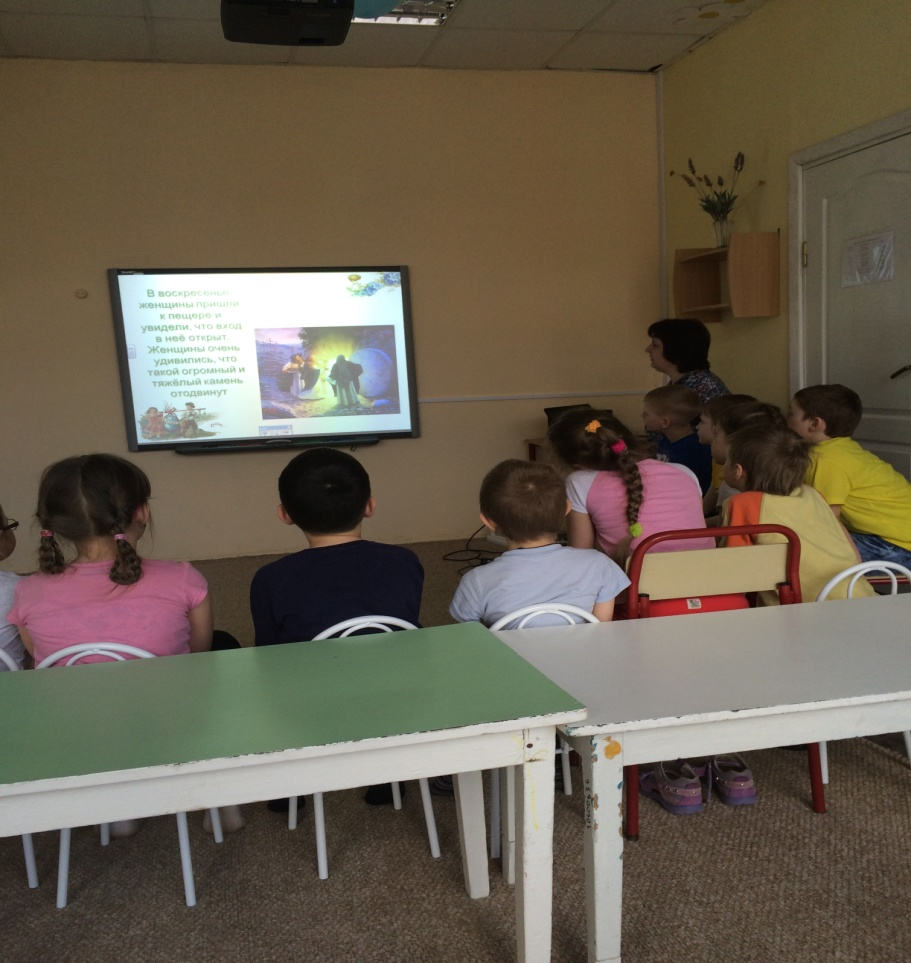 В воскресенье
женщины пришли
к пещере и
увидели, что вход
в неё открыт.
Женщины очень
удивились, что
такой огромный и
тяжёлый камень
отодвинут